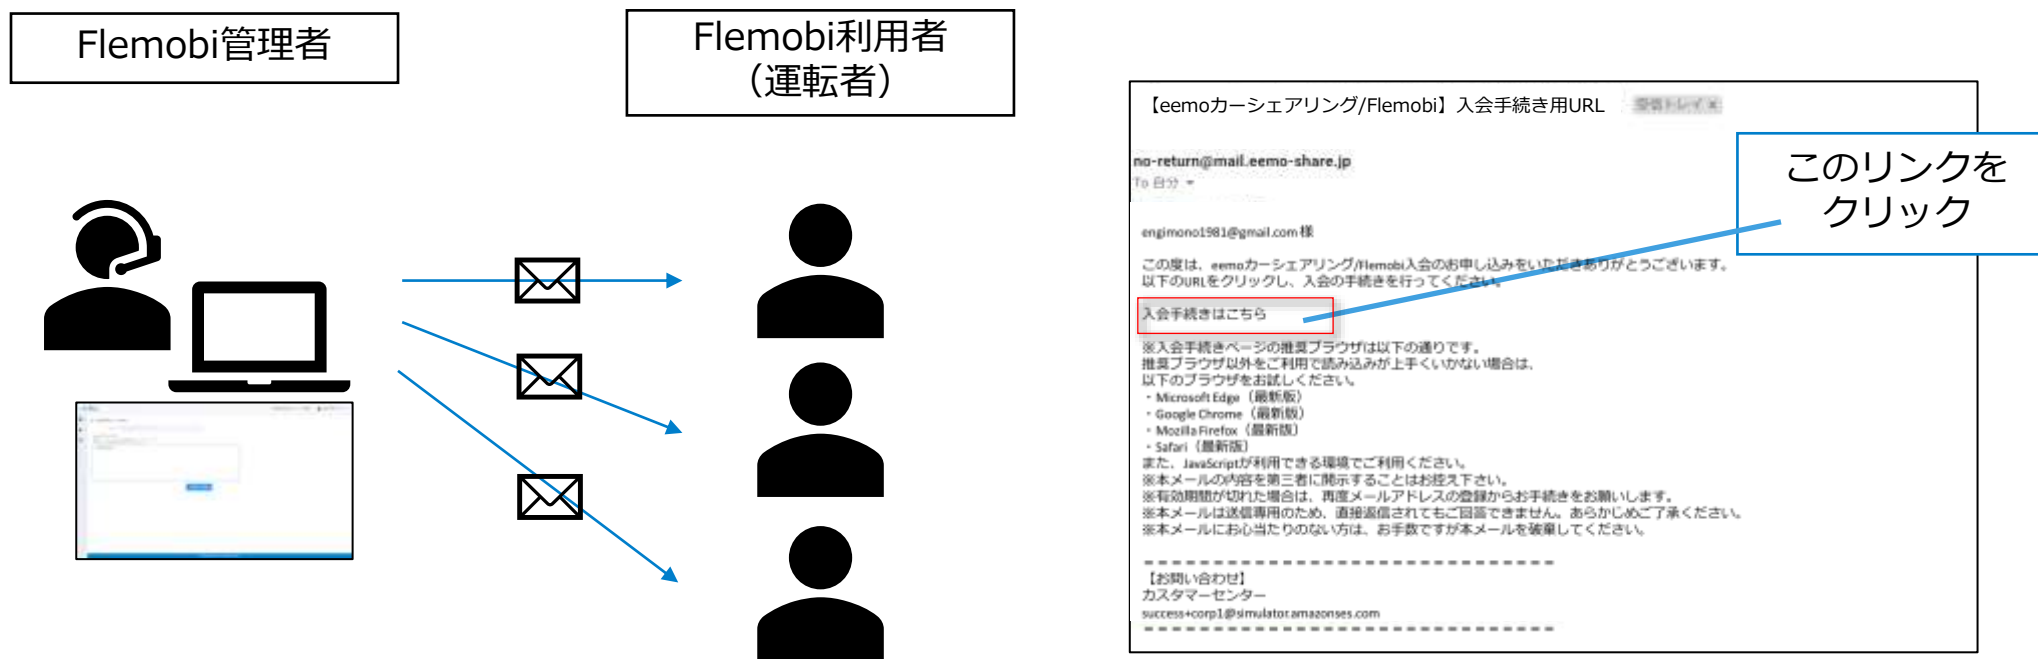 Flemobi管理者
Flemobi利用者
（運転者）
【eemoカーシェアリング/Flemobi】入会手続き用URL
受信トレイ ×
no-return@mail.eemo-share.jp
To 自分
engimono1981@gmail.com 様
この度は、eemoカーシェアリング/Flemobi入会のお申し込みをいただきありがとうございます。
以下のURLをクリックし、入会の手続きを行ってください。
入会手続きはこちら
このリンクを
クリック
※入会手続きページの推奨ブラウザは以下の通りです。
推奨ブラウザ以外をご利用で読み込みが上手くいかない場合は、
以下のブラウザをお試しください。
・Microsoft Edge（最新版）
・Google Chrome（最新版）
・Mozilla Firefox（最新版）
・Safari（最新版）
また、JavaScriptが利用できる環境でご利用ください。
※本メールの内容を第三者に開示することはお控え下さい。
※有効期間が切れた場合は、再度メールアドレスの登録からお手続きをお願いします。
※本メールは送信専用のため、直接返信されてもご回答できません。あらかじめご了承ください。
※本メールにお心当たりのない方は、お手数ですが本メールを破棄してください。
【お問い合わせ】
カスタマーセンター
success+corp1@simulator.amazonses.com